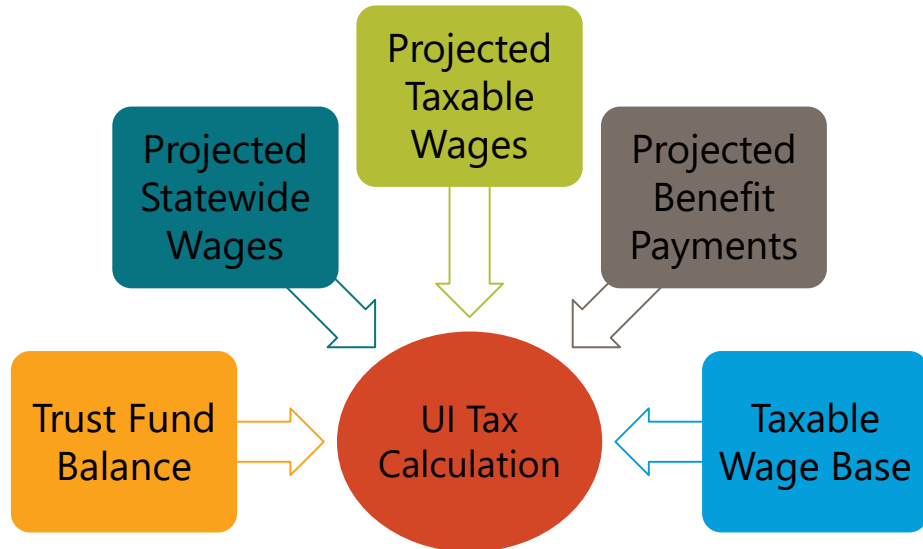 Projected
Taxable
Wages
Projected
Statewide
Wages
Projected
Benefit
Payments
Trust Fund
Balance
UI Tax
Calculation
Taxable
Wage Base